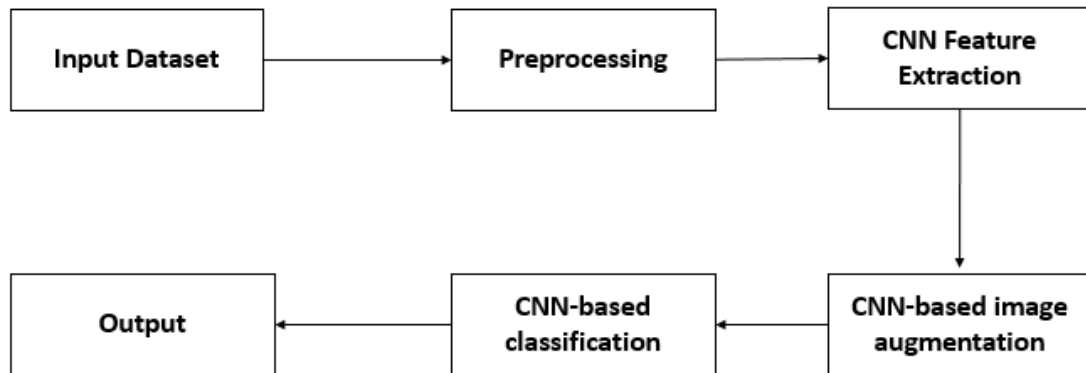 Input Dataset
Preprocessing
CNN Feature
Extraction
CNN-based image
augmentation
CNN-based
classification
Output